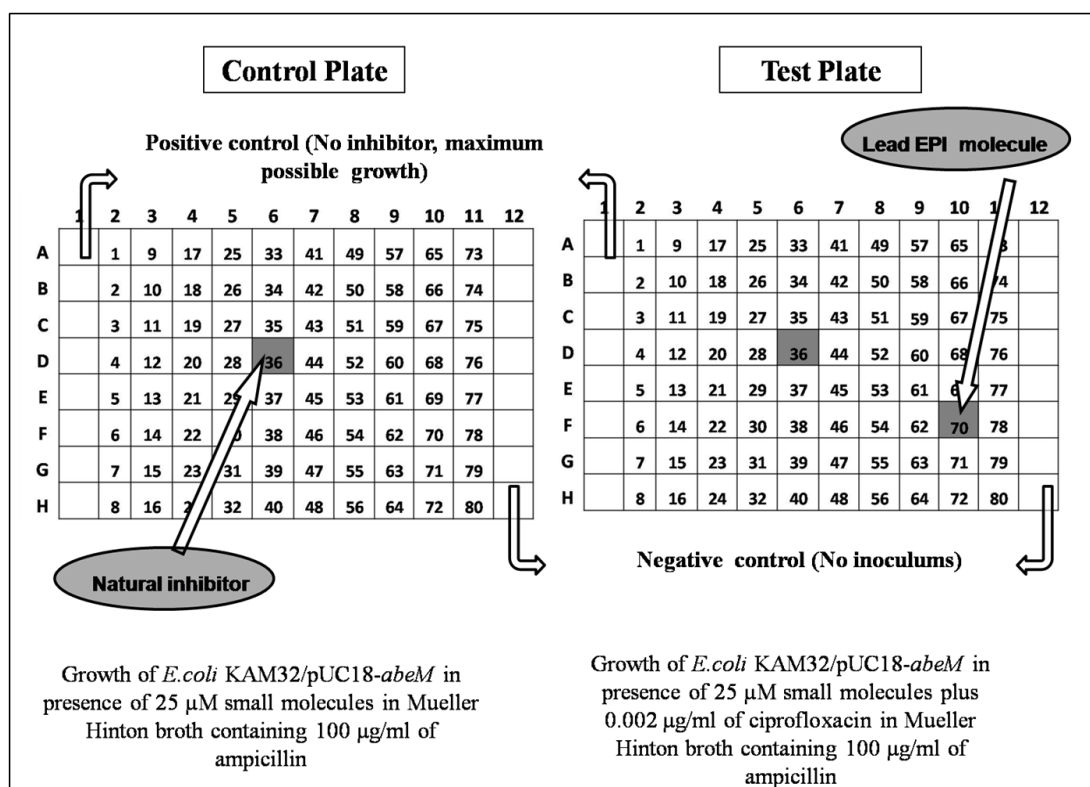 Control Plate
Test Plate
Positive control (No inhibitor, maximum
possible growth)
Lead EPI molecule
1 2 3 4 5 6 7 8 9 10 11 12
A 1 9 17 25 33 41 49 57 65 73
B 2 10 18 26 34 42 50 58 66 74
C 3 11 19 27 35 43 51 59 67 75
D 4 12 20 28 36 44 52 60 68 76
E 5 13 21 37 45 53 61 69 77
F 6 14 22 38 46 54 62 70 78
G 7 15 23 31 39 47 55 63 71 79
H 8 16 32 40 48 56 64 72 80
1 2 3 4 5 6 7 8 9 10 12
A 1 9 17 25 33 41 49 57 65
B 2 10 18 26 34 42 50 58 66 74
C 3 11 19 27 35 43 51 59 67 75
D 4 12 20 28 36 44 52 60 68 76
E 5 13 21 29 37 45 53 61 77
F 6 14 22 30 38 46 54 62 70 78
G 7 15 23 31 39 47 55 63 71 79
H 8 16 24 32 40 48 56 64 72 80
Natural inhibitor
Negative control (No inoculums)
Growth of E.coli KAM32/pUC18-abeM in
presence of 25 µM small molecules in Mueller
Hinton broth containing 100 µg/ml of
ampicillin
Growth of E.coli KAM32/pUC18-abeM in
presence of 25 µM small molecules plus
0.002 µg/ml of ciprofloxacin in Mueller
Hinton broth containing 100 µg/ml of
ampicillin